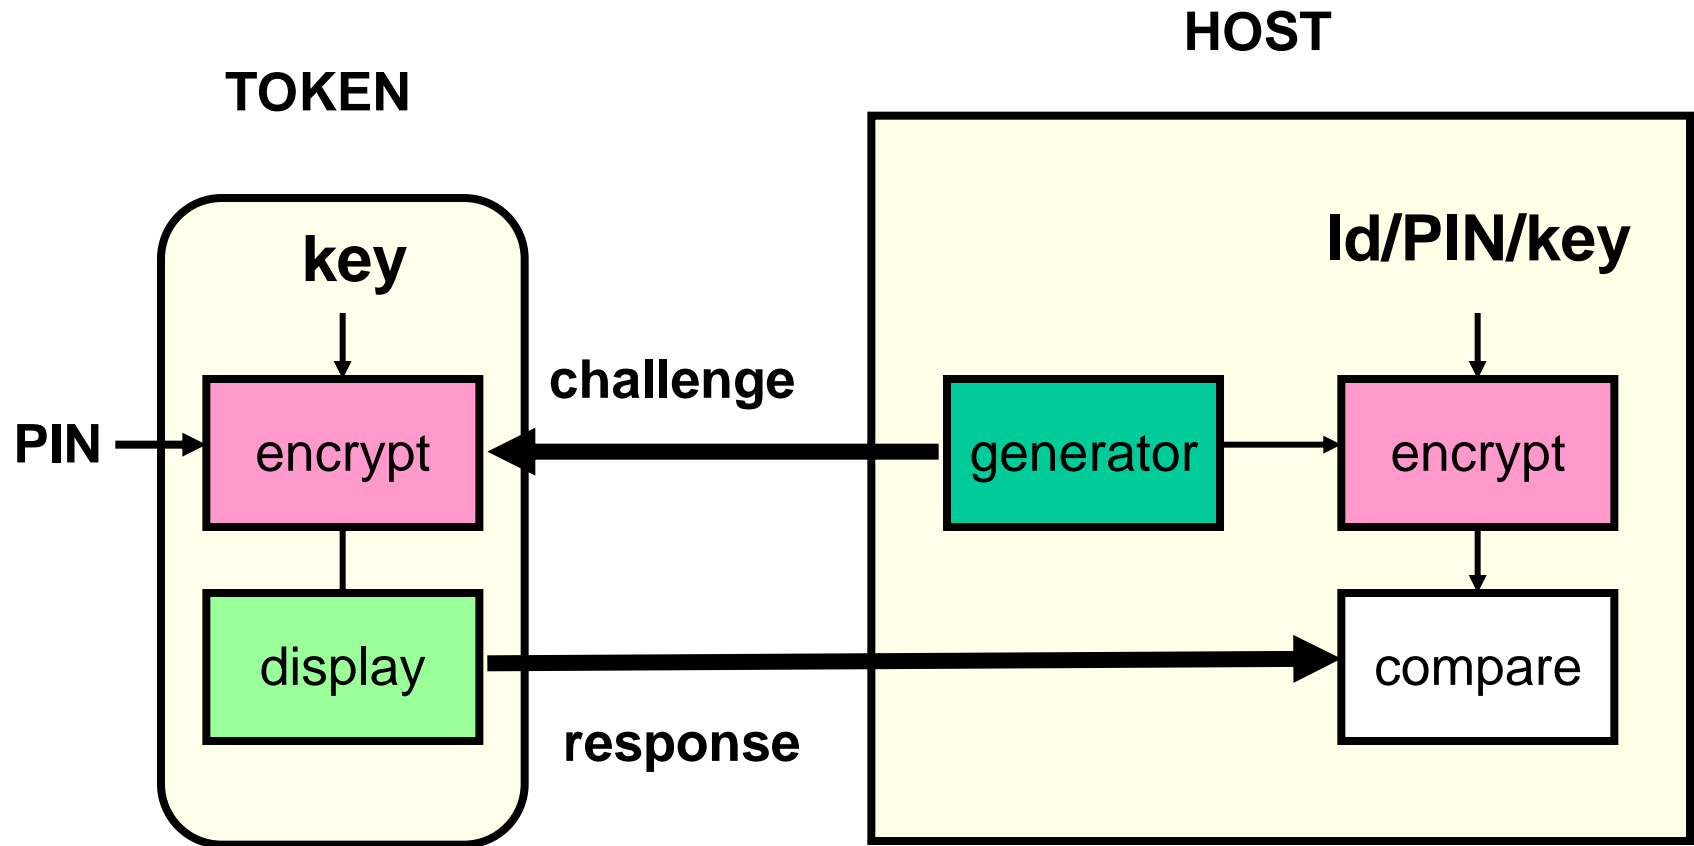 HOST
TOKEN
key
Id/PIN/key
challenge
PIN
encrypt
generator
encrypt
display
compare
response